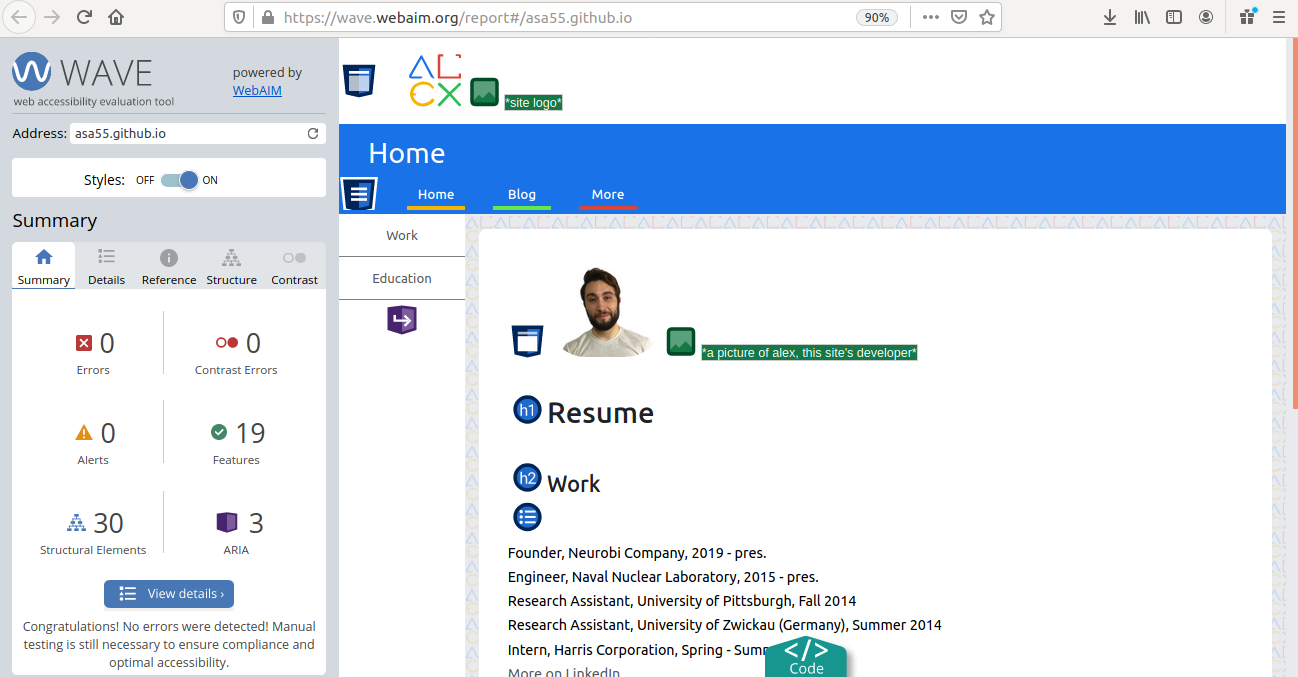 https://wave.webaim.org/report#/asa55.github.io
90%
WAVE
web accessibility evaluation tool
powered by
WebAIM
Address: asa55.github.io
Styles: OFF ON
Summary
Summary Details Reference Structure Contrast
0 Errors
0 Contrast Errors
0 Alerts
19 Features
30 Structural Elements
3 ARIA
View details ›
Congratulations! No errors were detected! Manual
testing is still necessary to ensure compliance and
optimal accessibility.
ALCX
*site logo*
Home
Home Blog More
Work
Education
*a picture of alex, this site's developer*
h1 Resume
h2 Work
Founder, Neurobi Company, 2019 - pres.
Engineer, Naval Nuclear Laboratory, 2015 - pres.
Research Assistant, University of Pittsburgh, Fall 2014
Research Assistant, University of Zwickau (Germany), Summer 2014
Intern, Harris Corporation, Spring - Summ
More on LinkedIn
</> Code